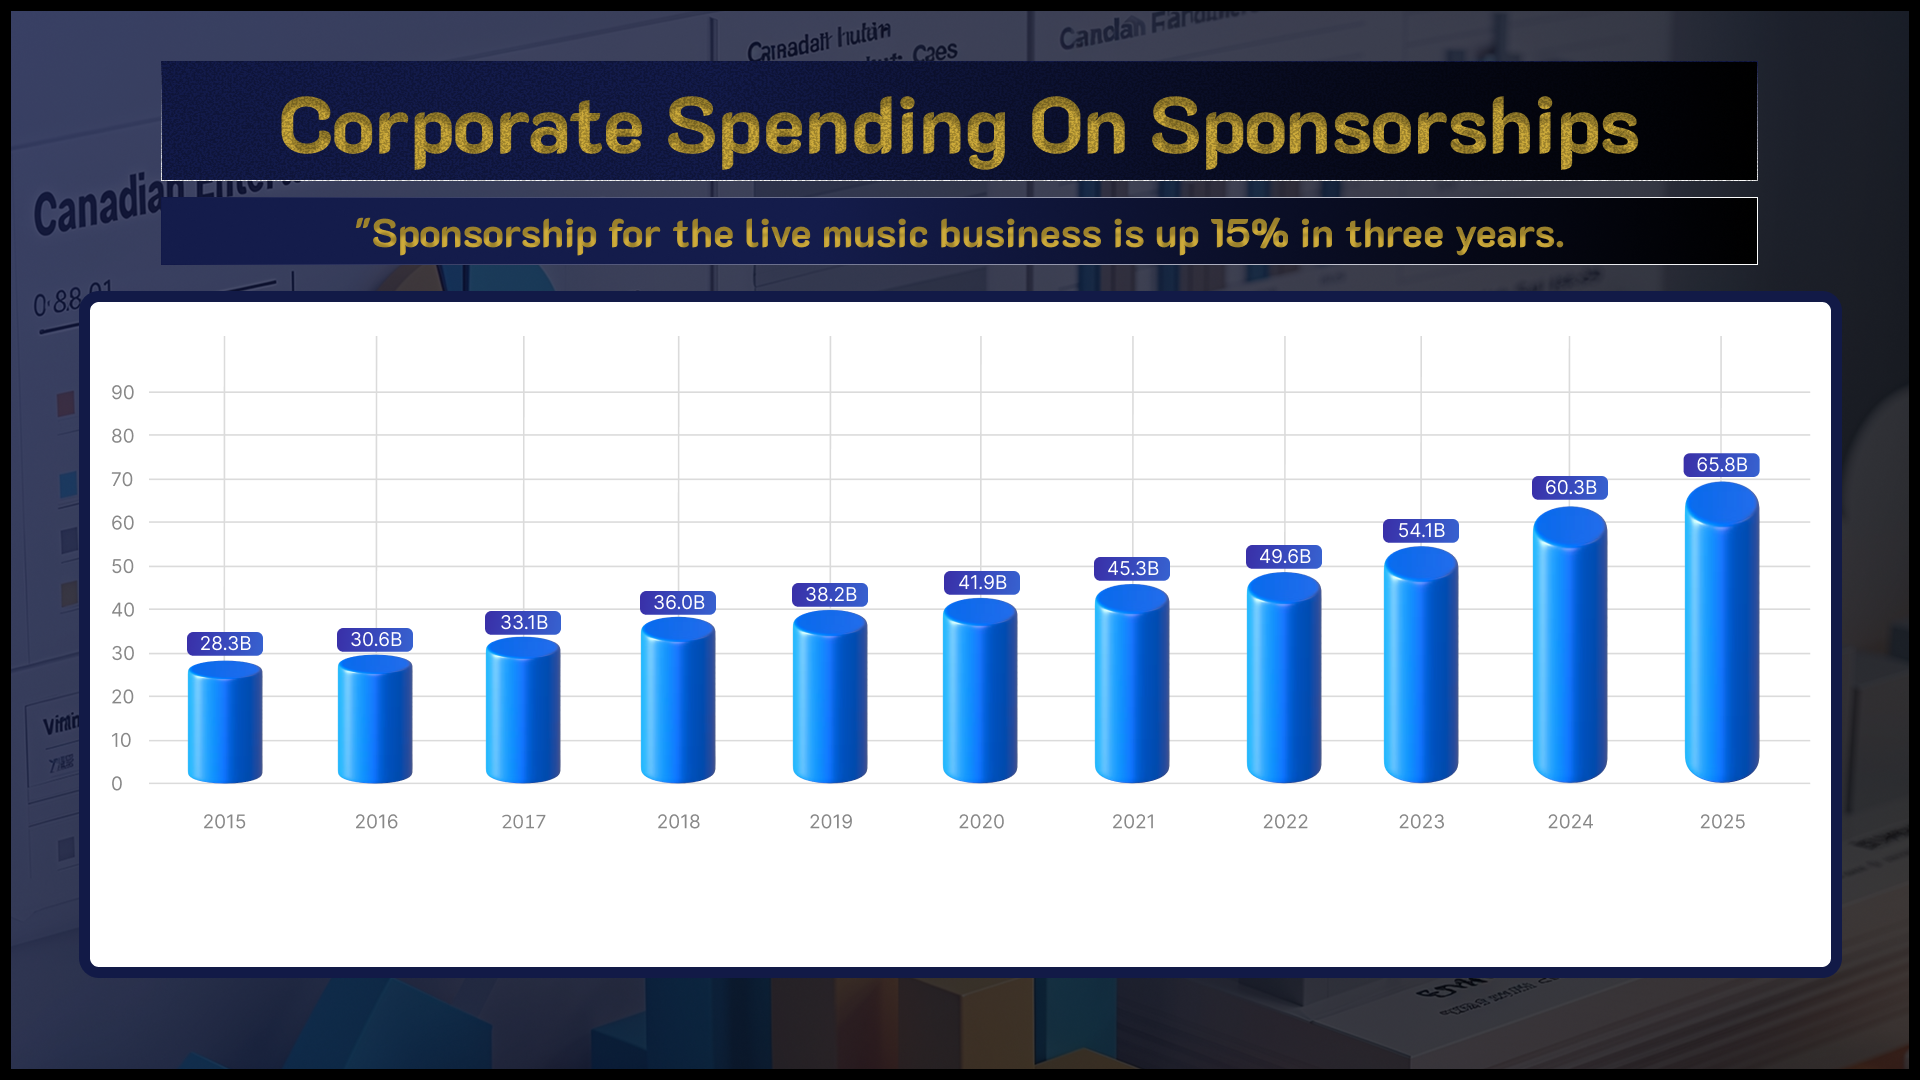 Corporate Spending On Sponsorships
"Sponsorship for the live music business is up 15% in three years.
Canadian
90
80
70
60
50
40
30
20
10
0
28.3B
30.6B
33.1B
36.0B
38.2B
41.9B
45.3B
49.6B
54.1B
60.3B
65.8B
2015
2016
2017
2018
2019
2020
2021
2022
2023
2024
2025